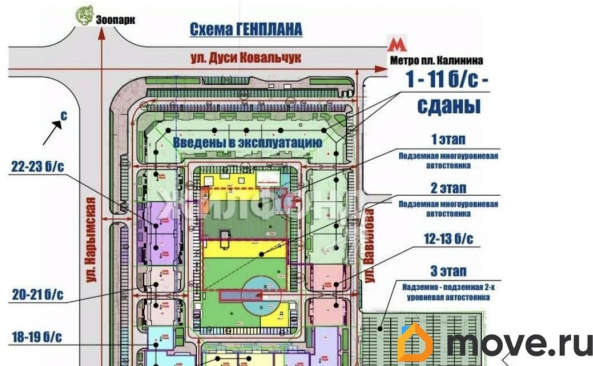 Зоопарк
Схема ГЕНПЛАНА
ул. Дуси Ковальчук
М
Метро пл. Калинина
1 - 11 б/с -
сданы
с
Введены в эксплуатацию
1 этап
Подземная многоуровневая
автостоянка
22-23 б/с
2 этап
Подземная многоуровневая
автостоянка
ЖИЛФОНД
ул. Нарымская
ул. Вавилова
12-13 б/с
3 этап
Надземно - подземная 2-х
уровневая автостоянка
20-21 б/с
18-19 б/с
move.ru